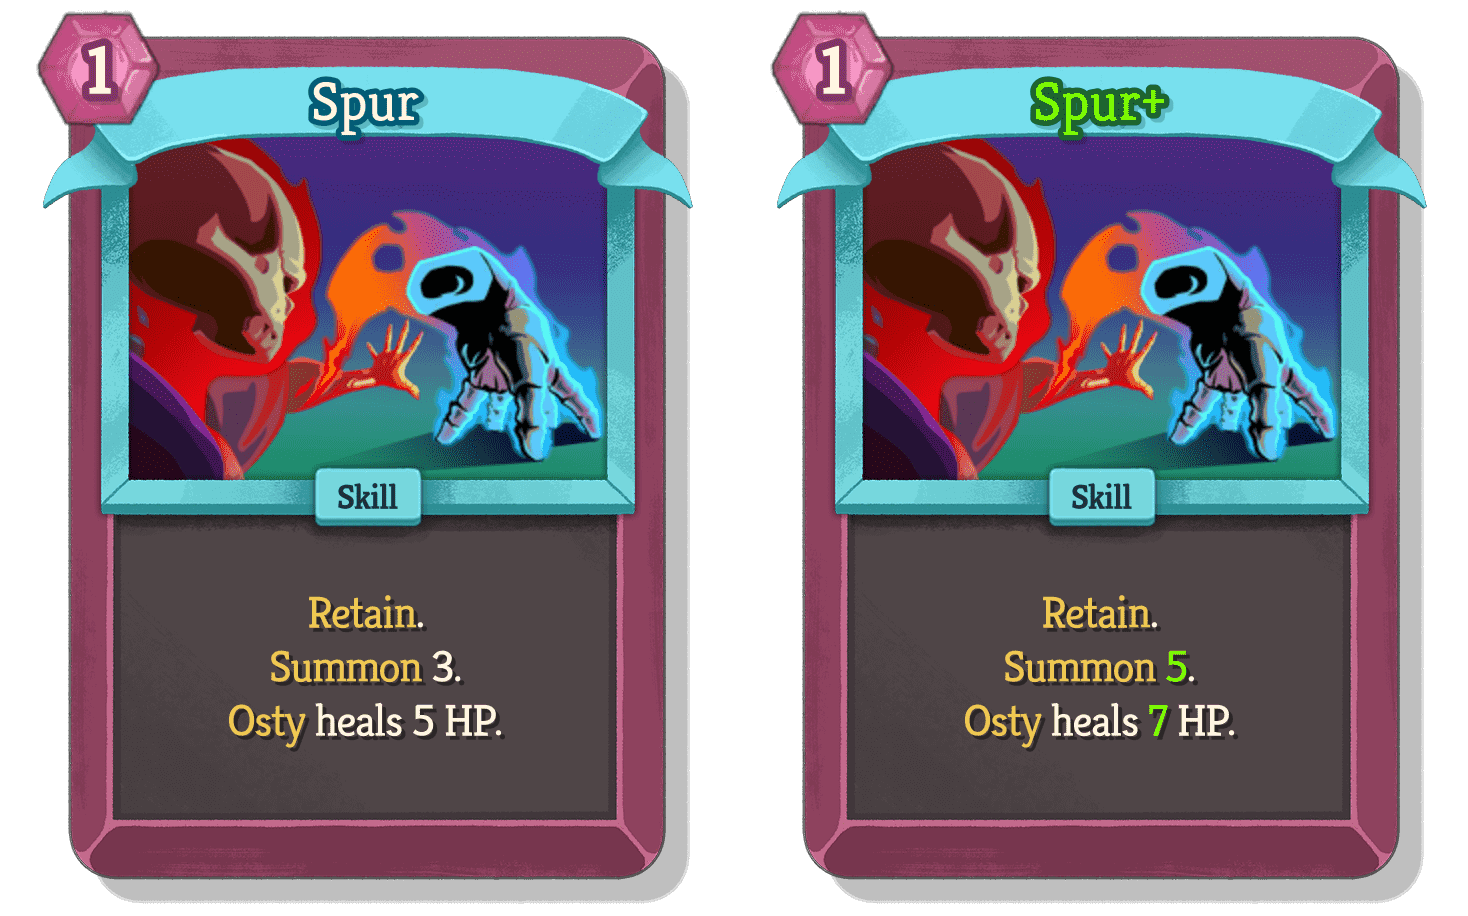 1
Spur
Skill
Retain.
Summon 3.
Osty heals 5 HP.
1
Spur+
Skill
Retain.
Summon 5.
Osty heals 7 HP.